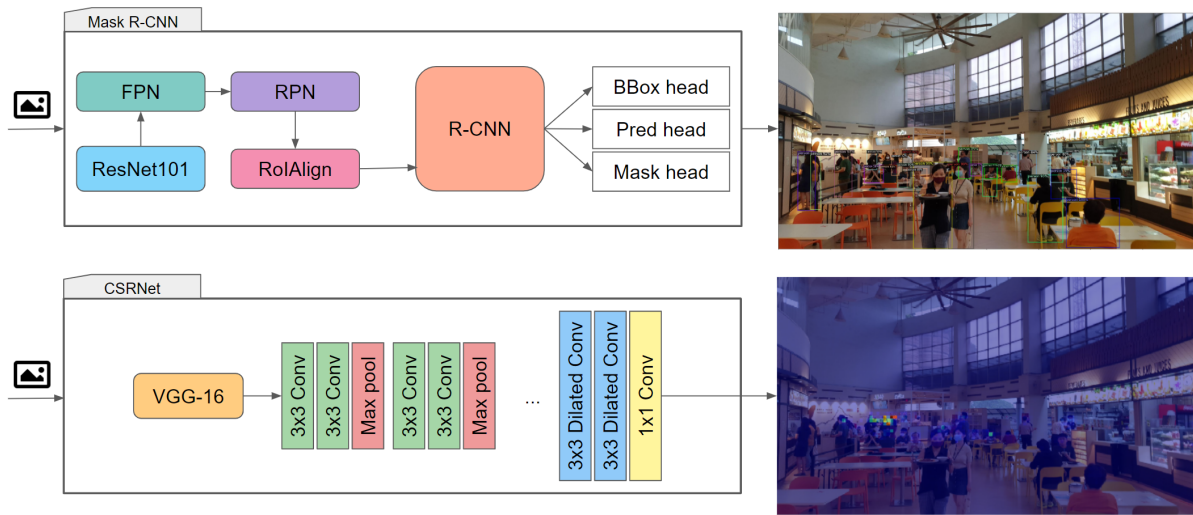 Mask R-CNN
FPN
RPN
R-CNN
BBox head
Pred head
Mask head
ResNet101
RoIAlign
CSRNet
VGG-16
3x3 Conv
3x3 Conv
Max pool
3x3 Conv
3x3 Conv
Max pool
...
3x3 Dilated Conv
3x3 Dilated Conv
1x1 Conv